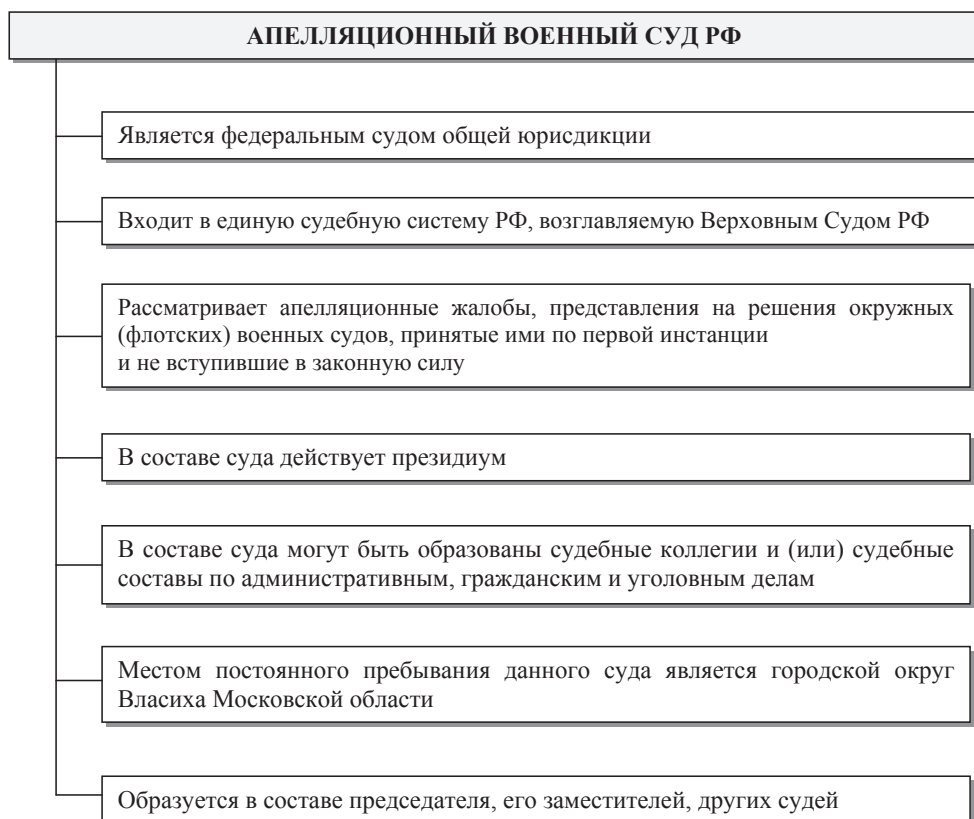 АПЕЛЛЯЦИОННЫЙ ВОЕННЫЙ СУД РФ
Является федеральным судом общей юрисдикции
Входит в единую судебную систему РФ, возглавляемую Верховным Судом РФ
Рассматривает апелляционные жалобы, представления на решения окружных
(флотских) военных судов, принятые ими по первой инстанции
и не вступившие в законную силу
В составе суда действует президиум
В составе суда могут быть образованы судебные коллегии и (или) судебные
составы по административным, гражданским и уголовным делам
Местом постоянного пребывания данного суда является городской округ
Власиха Московской области
Образуется в составе председателя, его заместителей, других судей